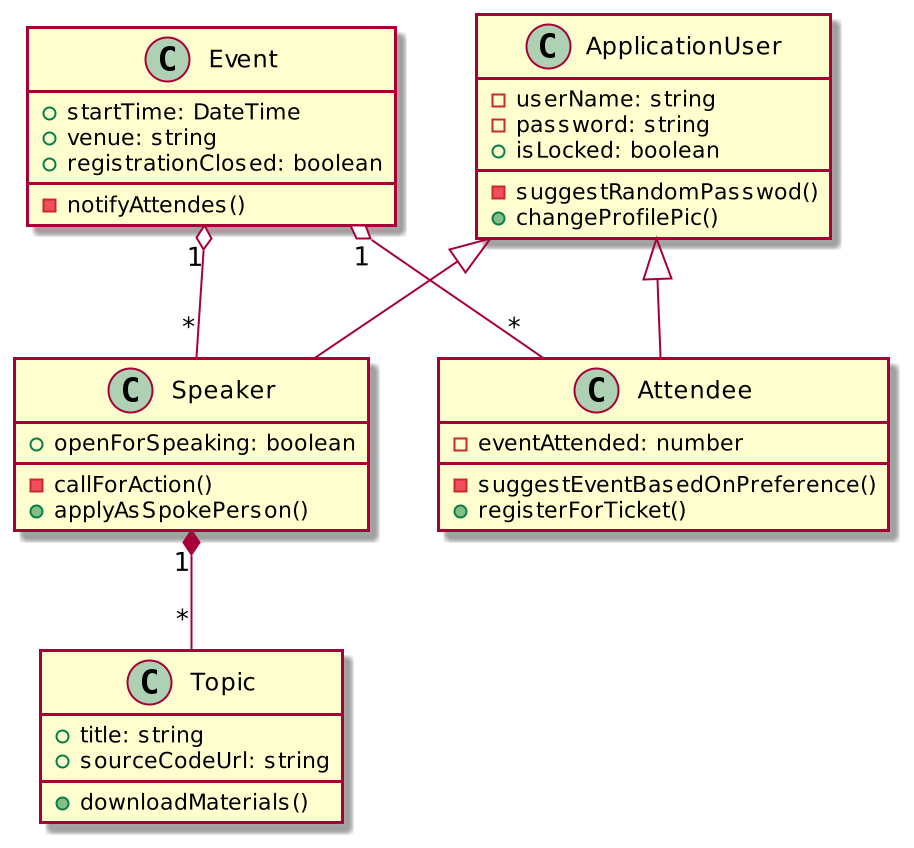 C Event
startTime: DateTime
venue: string
registrationClosed: boolean
notifyAttendes()
C ApplicationUser
userName: string
password: string
isLocked: boolean
suggestRandomPasswod()
changeProfilePic()
1
1
*
*
C Speaker
openForSpeaking: boolean
callForAction()
applyAsSpokePerson()
C Attendee
eventAttended: number
suggestEventBasedOnPreference()
registerForTicket()
1
*
C Topic
title: string
sourceCodeUrl: string
downloadMaterials()